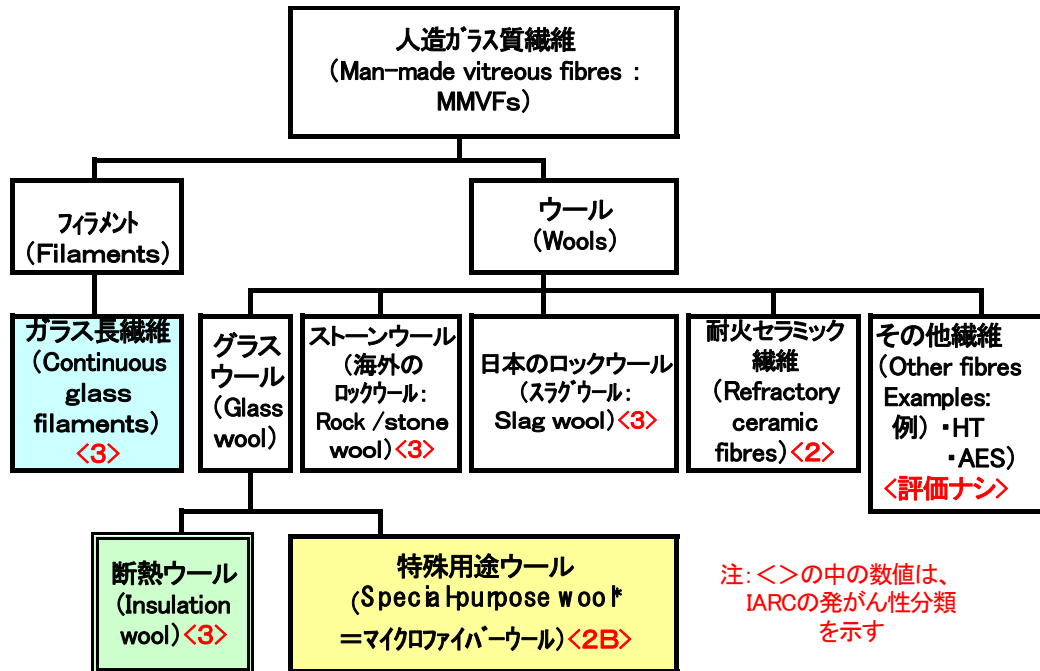 人造ガラス質繊維
(Man-made vitreous fibres :
MMVFs)
フィラメント
(Filaments)
ウール
(Wools)
ガラス長繊維
(Continuous
glass
filaments)
<3>
グラス
ウール
(Glass
wool)
ストーンウール
(海外の
ロックウール:
Rock /stone
wool)<3>
日本のロックウール
(スラグウール:
Slag wool)<3>
耐火セラミック
繊維
(Refractory
ceramic
fibres)<2>
その他繊維
(Other fibres
Examples:
例) ・HT
・AES)
<評価ナシ>
断熱ウール
(Insulation
wool)<3>
特殊用途ウール
(Special-purpose wool*
=マイクロファイバーウール)<2B>
注:<>の中の数値は、
IARCの発がん性分類
を示す